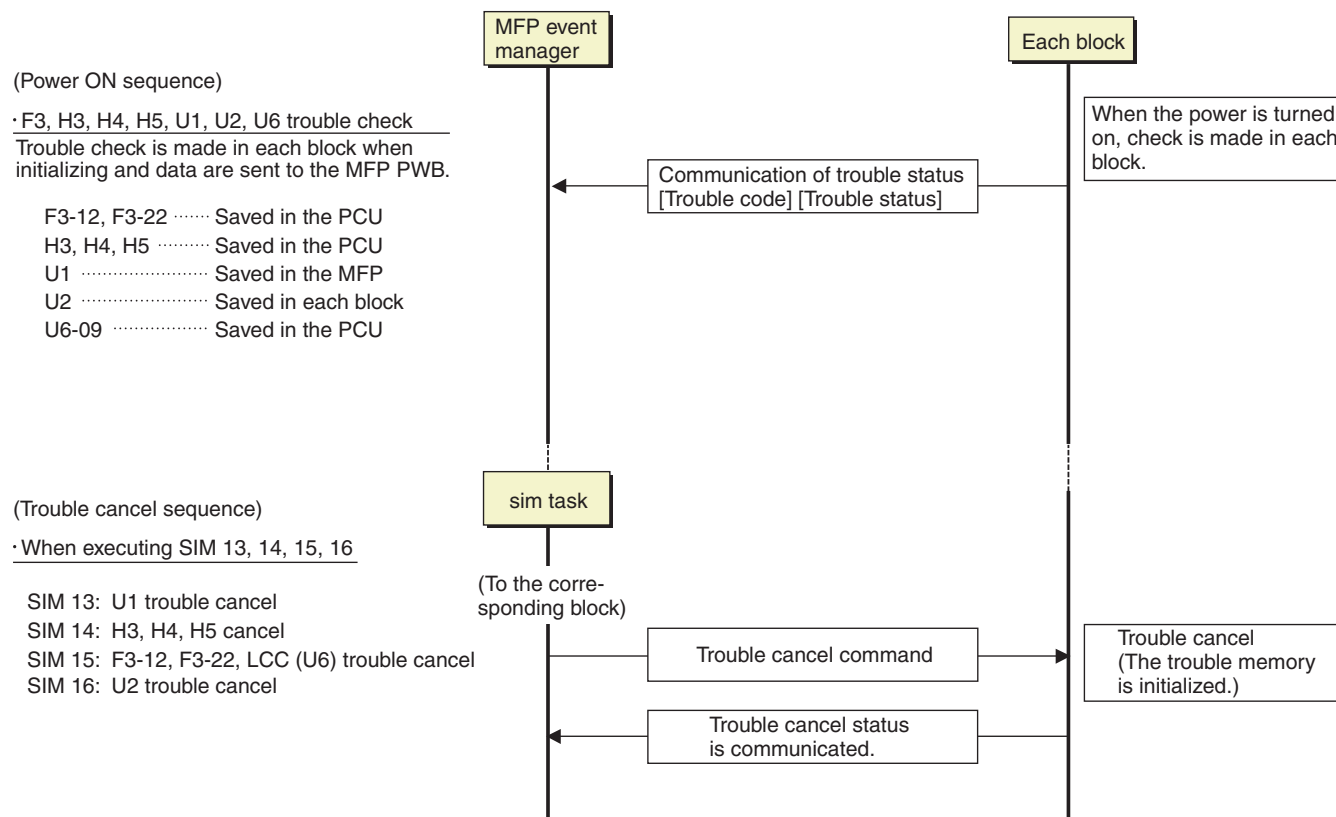 MFP event
manager
Each block
(Power ON sequence)
· F3, H3, H4, H5, U1, U2, U6 trouble check
Trouble check is made in each block when
initializing and data are sent to the MFP PWB.
When the power is turned
on, check is made in each
block.
Communication of trouble status
[Trouble code] [Trouble status]
F3-12, F3-22 ······· Saved in the PCU
H3, H4, H5 ·········· Saved in the PCU
U1 ························ Saved in the MFP
U2 ························ Saved in each block
U6-09 ·················· Saved in the PCU
sim task
(Trouble cancel sequence)
· When executing SIM 13, 14, 15, 16
(To the corre-
sponding block)
SIM 13: U1 trouble cancel
SIM 14: H3, H4, H5 cancel
SIM 15: F3-12, F3-22, LCC (U6) trouble cancel
SIM 16: U2 trouble cancel
Trouble cancel command
Trouble cancel
(The trouble memory
is initialized.)
Trouble cancel status
is communicated.